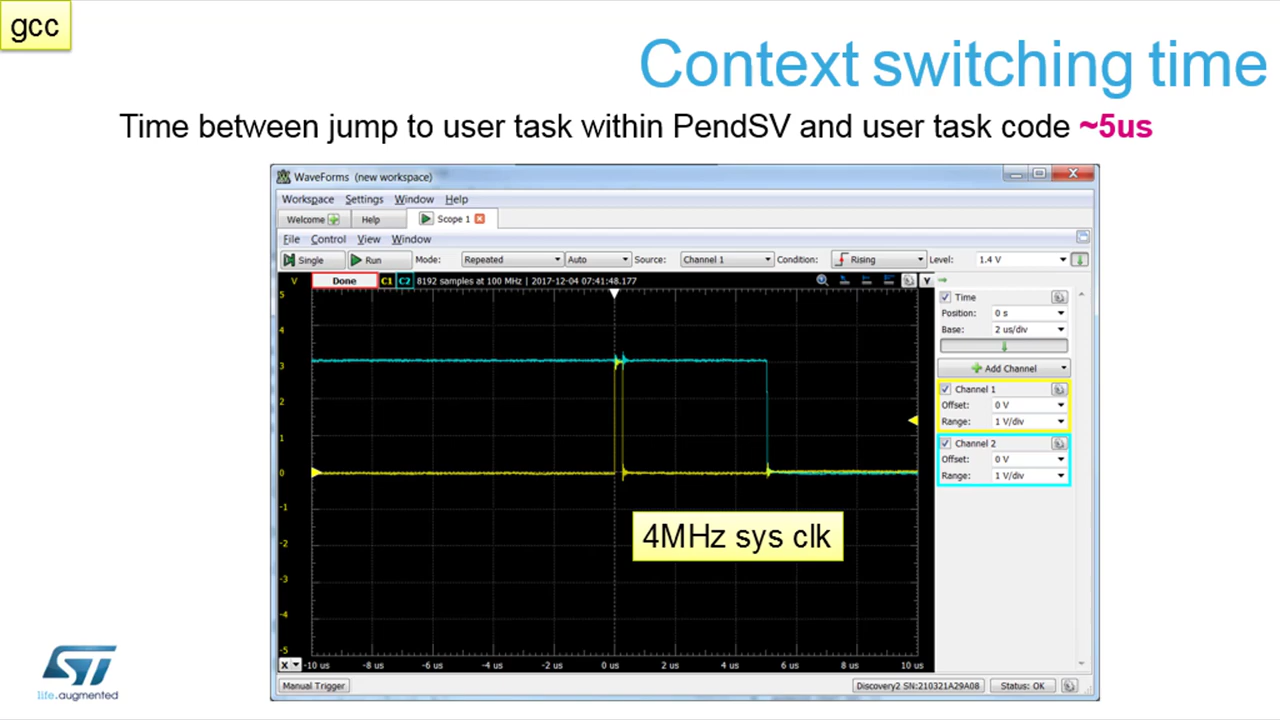 gcc
Context switching time
Time between jump to user task within PendSV and user task code ~5us
WaveForms (new workspace)
Workspace Settings Window Help
Welcome Help Scope 1
File Control View Window
Single Run Mode: Repeated Auto Source: Channel 1 Condition: Rising Level: 1.4 V
V Done C1 C2 8192 samples at 100 MHz | 2017-12-04 07:41:48.177 Y
5
4
3
2
1
0
-1
-2
-3
-4
-5
X -10 us -8 us -6 us -4 us -2 us 0 us 2 us 4 us 6 us 8 us 10 us
Time
Position: 0 s
Base: 2 us/div
Add Channel
Channel 1
Offset: 0 V
Range: 1 V/div
Channel 2
Offset: 0 V
Range: 1 V/div
4MHz sys clk
Manual Trigger Discovery2 SN:210321A29A08 Status: OK
ST
life.augmented